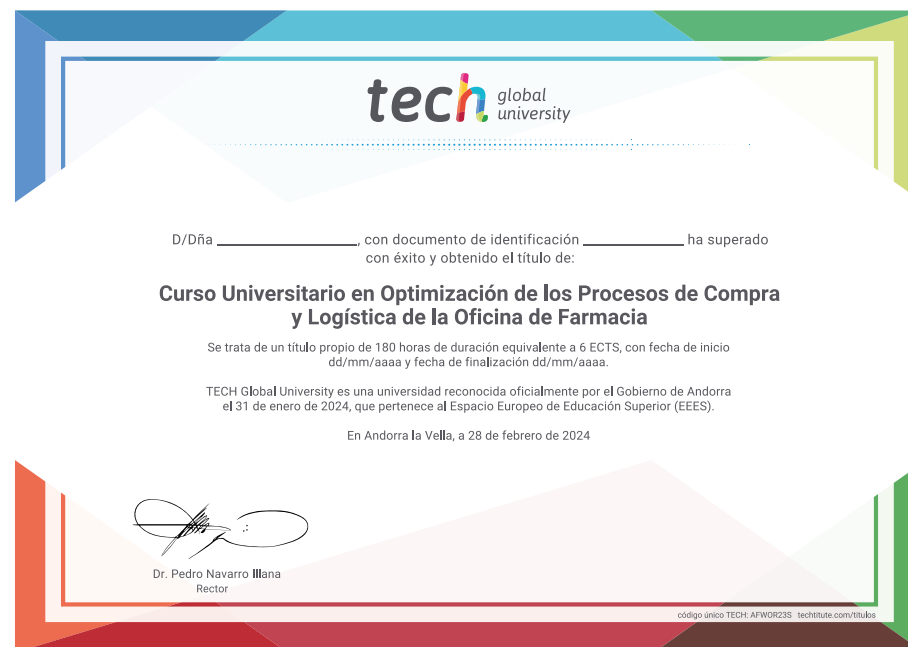 tech global university
D/Dña ________________, con documento de identificación ____________ ha superado
con éxito y obtenido el título de:
Curso Universitario en Optimización de los Procesos de Compra
y Logística de la Oficina de Farmacia
Se trata de un título propio de 180 horas de duración equivalente a 6 ECTS, con fecha de inicio
dd/mm/aaaa y fecha de finalización dd/mm/aaaa.
TECH Global University es una universidad reconocida oficialmente por el Gobierno de Andorra
el 31 de enero de 2024, que pertenece al Espacio Europeo de Educación Superior (EEES).
En Andorra la Vella, a 28 de febrero de 2024
Dr. Pedro Navarro Illana
Rector
código único TECH: AFWOR23S techtitute.com/titulos